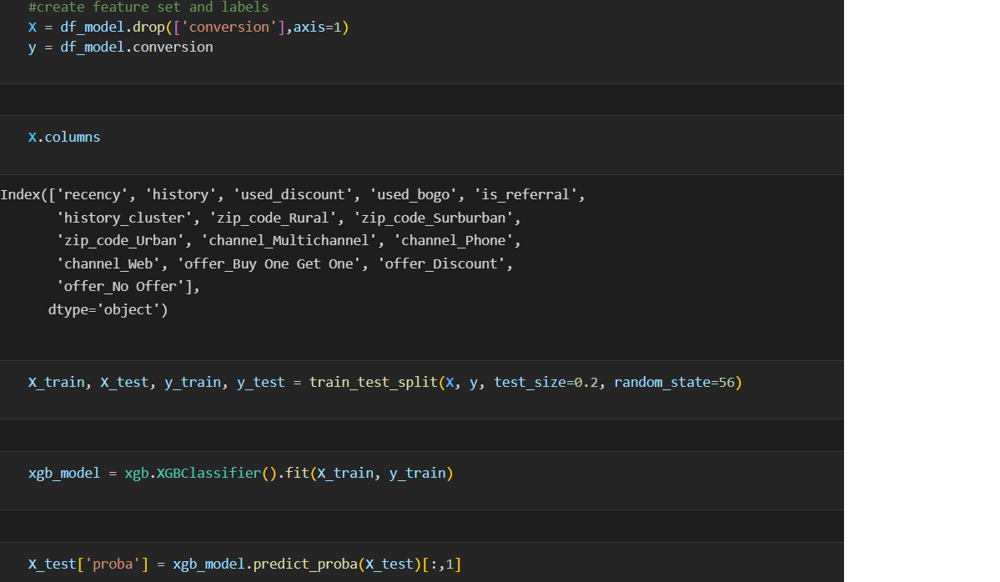 #create feature set and labels
X = df_model.drop(['conversion'],axis=1)
y = df_model.conversion
X.columns
Index(['recency', 'history', 'used_discount', 'used_bogo', 'is_referral',
'history_cluster', 'zip_code_Rural', 'zip_code_Surburban',
'zip_code_Urban', 'channel_Multichannel', 'channel_Phone',
'channel_Web', 'offer_Buy One Get One', 'offer_Discount',
'offer_No Offer'],
dtype='object')
X_train, X_test, y_train, y_test = train_test_split(X, y, test_size=0.2, random_state=56)
xgb_model = xgb.XGBClassifier().fit(X_train, y_train)
X_test['proba'] = xgb_model.predict_proba(X_test)[:,1]